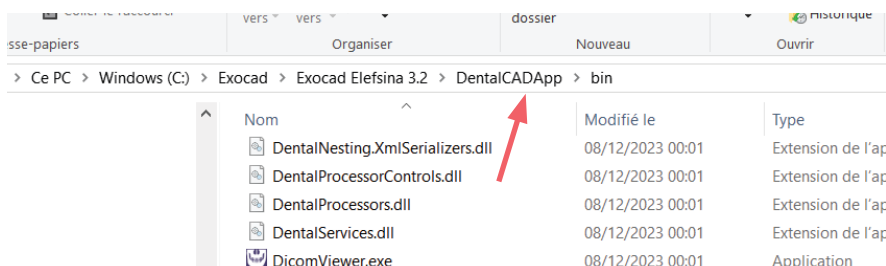 Coller le raccourci
vers vers
dossier
Historique
sse-papiers Organiser Nouveau Ouvrir
> Ce PC > Windows (C:) > Exocad > Exocad Elefsina 3.2 > DentalCADApp > bin
Nom Modifié le Type
DentalNesting.XmlSerializers.dll 08/12/2023 00:01 Extension de l'ap
DentalProcessorControls.dll 08/12/2023 00:01 Extension de l'ap
DentalProcessors.dll 08/12/2023 00:01 Extension de l'ap
DentalServices.dll 08/12/2023 00:01 Extension de l'ap
DicomViewer.exe 08/12/2023 00:01 Application